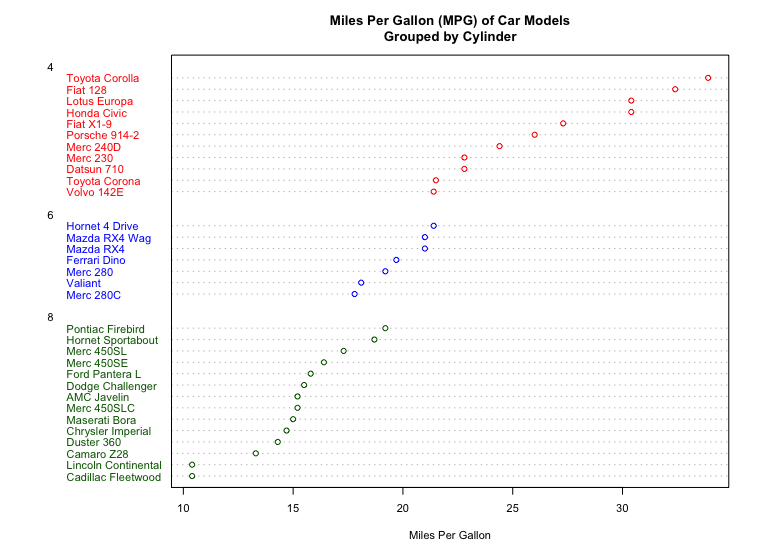 Miles Per Gallon (MPG) of Car Models
Grouped by Cylinder
4
Toyota Corolla
Fiat 128
Lotus Europa
Honda Civic
Fiat X1-9
Porsche 914-2
Merc 240D
Merc 230
Datsun 710
Toyota Corona
Volvo 142E
6
Hornet 4 Drive
Mazda RX4 Wag
Mazda RX4
Ferrari Dino
Merc 280
Valiant
Merc 280C
8
Pontiac Firebird
Hornet Sportabout
Merc 450SL
Merc 450SE
Ford Pantera L
Dodge Challenger
AMC Javelin
Merc 450SLC
Maserati Bora
Chrysler Imperial
Duster 360
Camaro Z28
Lincoln Continental
Cadillac Fleetwood
10 15 20 25 30
Miles Per Gallon